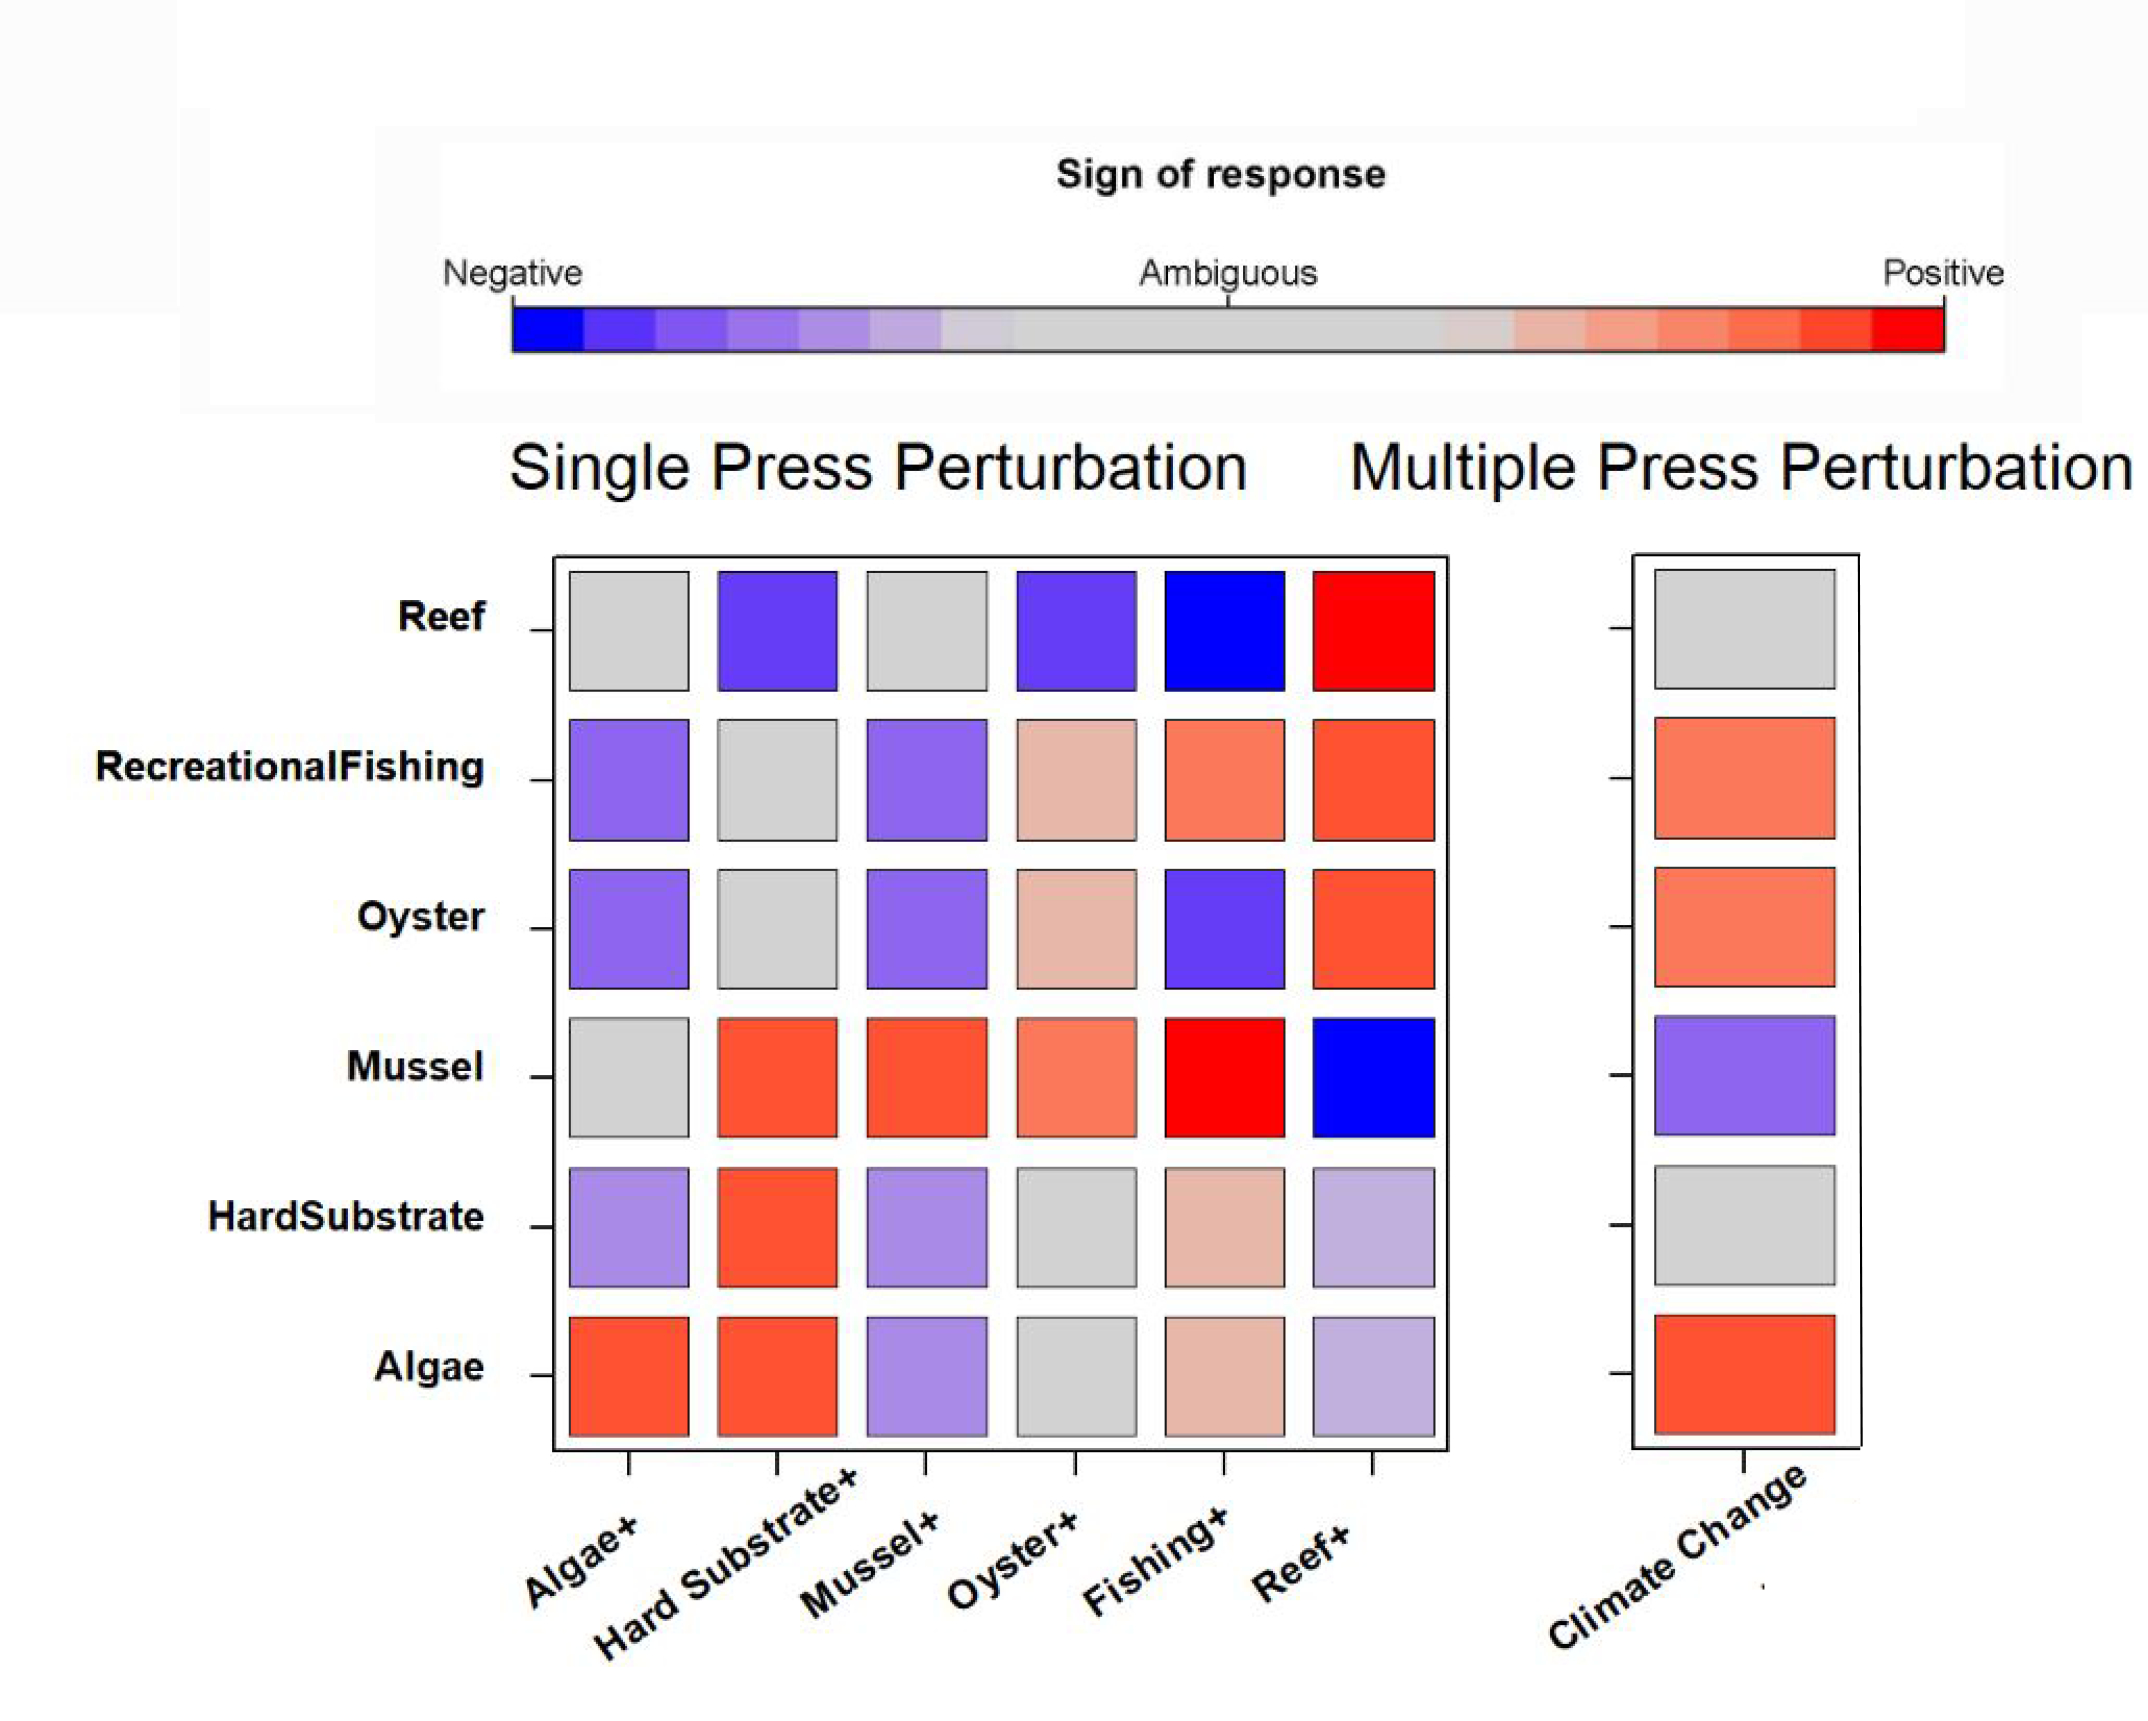 Sign of response
Negative Ambiguous Positive
Single Press Perturbation Multiple Press Perturbation
Reef
RecreationalFishing
Oyster
Mussel
HardSubstrate
Algae
Algae+ Hard Substrate+ Mussel+ Oyster+ Fishing+ Reef+ Climate Change